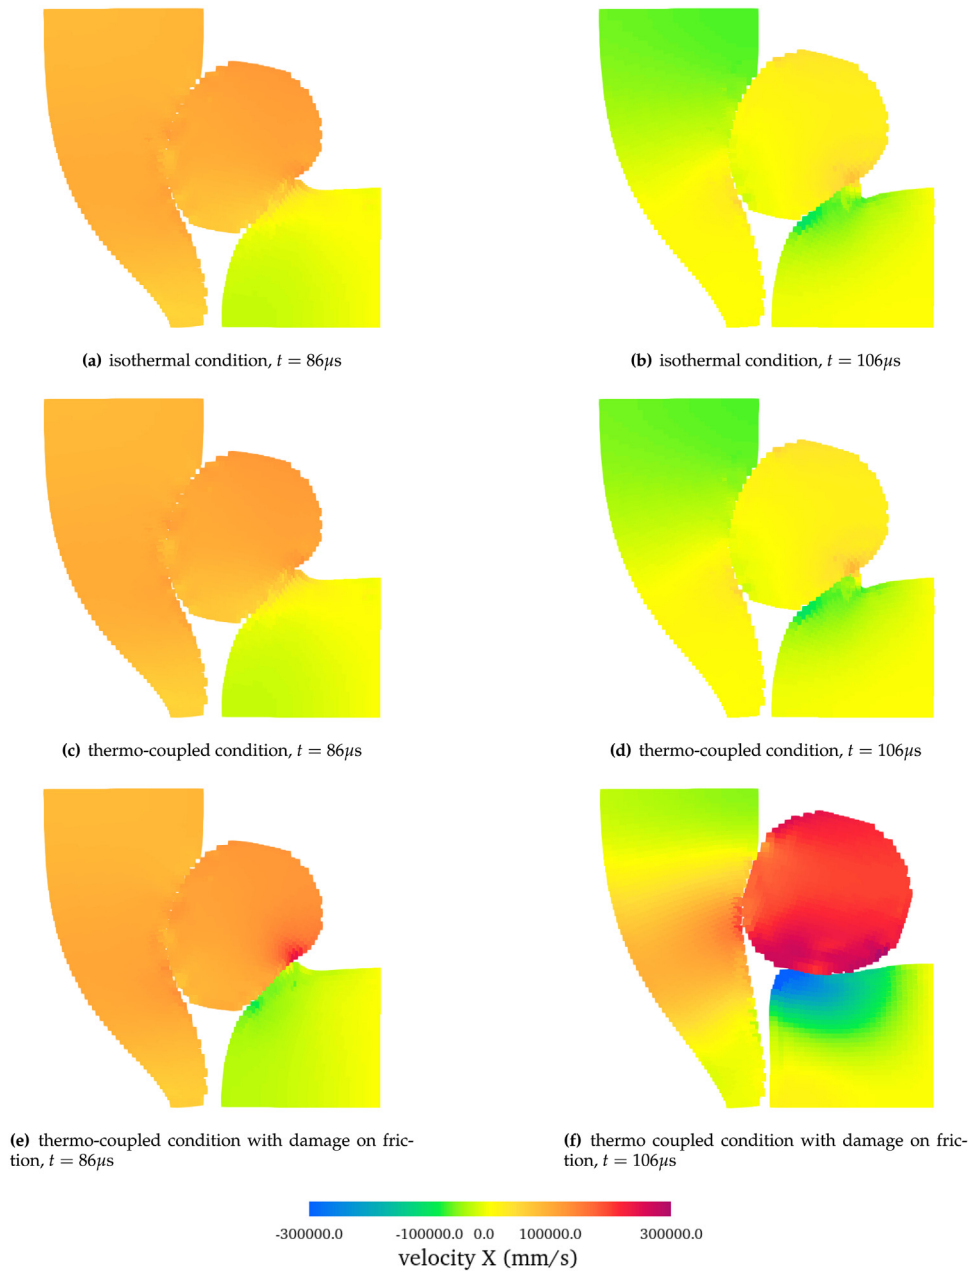 (a) isothermal condition, t = 86μs
(b) isothermal condition, t = 106μs
(c) thermo-coupled condition, t = 86μs
(d) thermo-coupled condition, t = 106μs
(e) thermo-coupled condition with damage on fric-
tion, t = 86μs
(f) thermo coupled condition with damage on fric-
tion, t = 106μs
-300000.0 -100000.0 0.0 100000.0 300000.0
velocity X (mm/s)